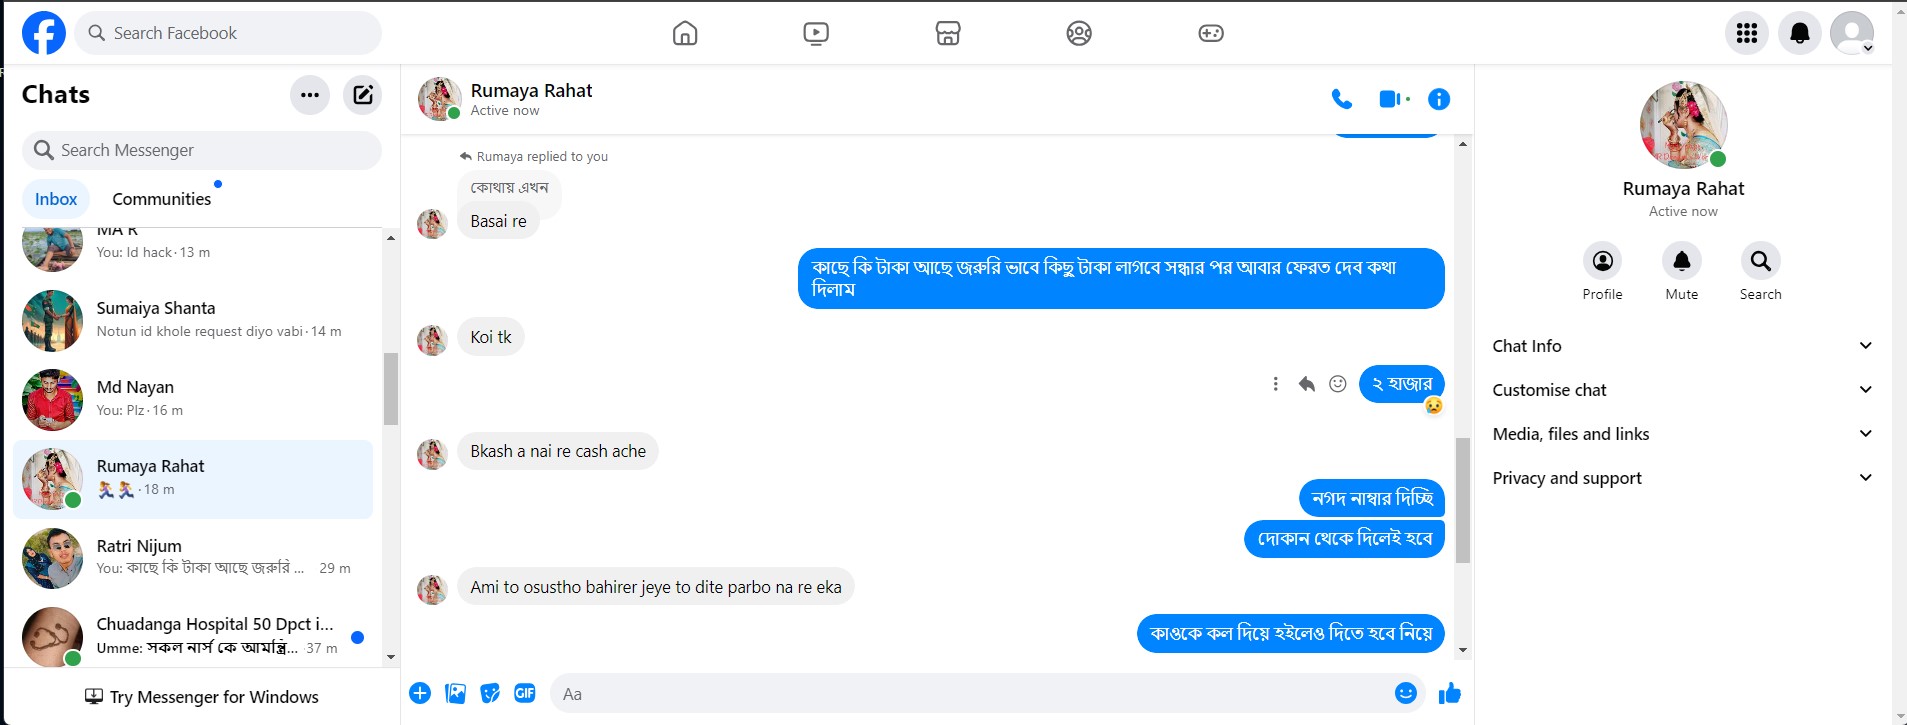 Search Facebook
Chats
Search Messenger
Inbox
Communities
MA R
You: Id hack · 13 m
Sumaiya Shanta
Notun id khole request diyo vabi · 14 m
Md Nayan
You: Plz · 16 m
Rumaya Rahat
· 18 m
Ratri Nijum
You: কাছে কি টাকা আছে জরুরি ... 29 m
Chuadanga Hospital 50 Dpct i...
Umme: সকল নার্স কে আমন্ত্রি... · 37 m
Try Messenger for Windows
Rumaya Rahat
Active now
Rumaya replied to you
কোথায় এখন
Basai re
কাছে কি টাকা আছে জরুরি ভাবে কিছু টাকা লাগবে সন্ধার পর আবার ফেরত দেব কথা
দিলাম
Koi tk
২ হাজার
Bkash a nai re cash ache
নগদ নাম্বার দিচ্ছি
দোকান থেকে দিলেই হবে
Ami to osustho bahirer jeye to dite parbo na re eka
কাওকে কল দিয়ে হইলেও দিতে হবে নিয়ে
GIF
Aa
Rumaya Rahat
Active now
Profile
Mute
Search
Chat Info
Customise chat
Media, files and links
Privacy and support